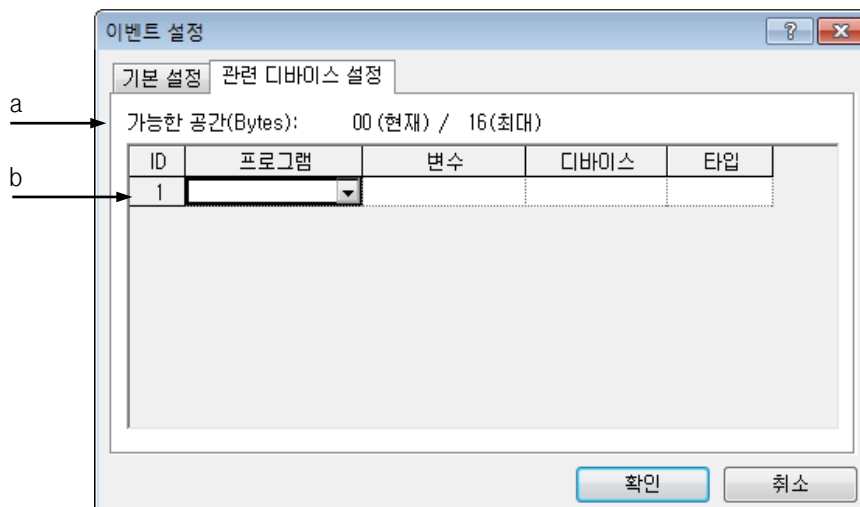 이벤트 설정
기본 설정 관련 디바이스 설정
a
가능한 공간(Bytes): 00 (현재) / 16(최대)
ID 프로그램 변수 디바이스 타입
b
1
확인 취소